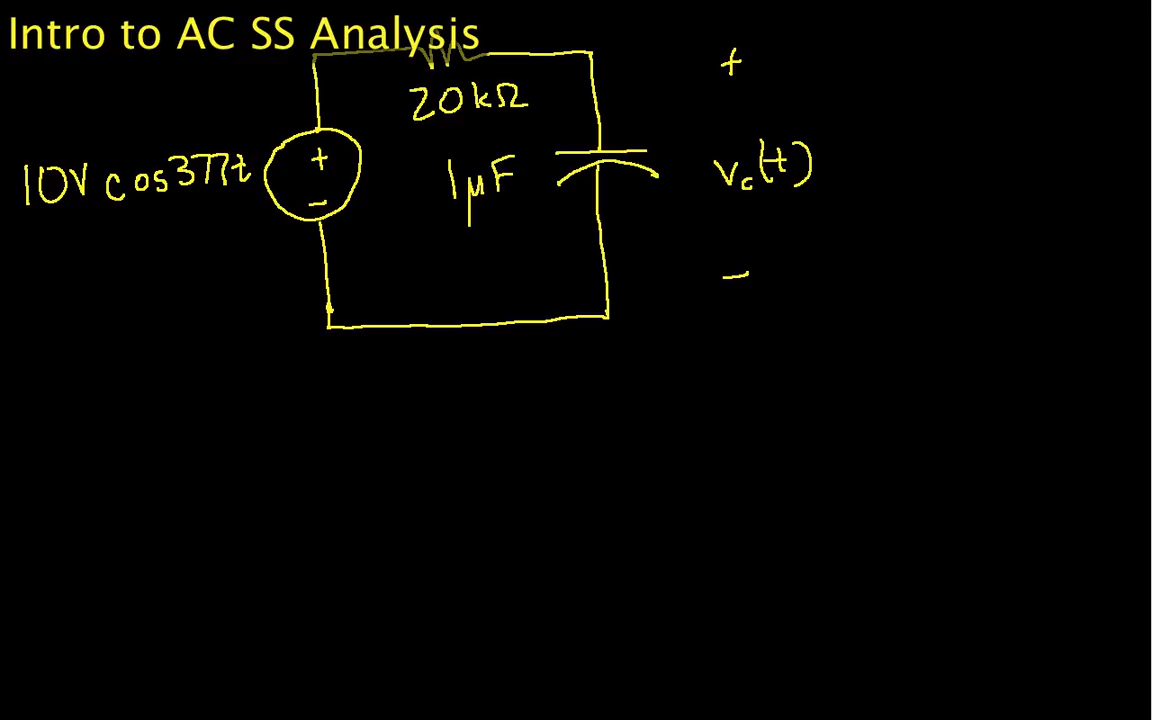 Intro to AC SS Analysis
+
20kΩ
10V cos377t
+
-
1μF
vc(t)
-